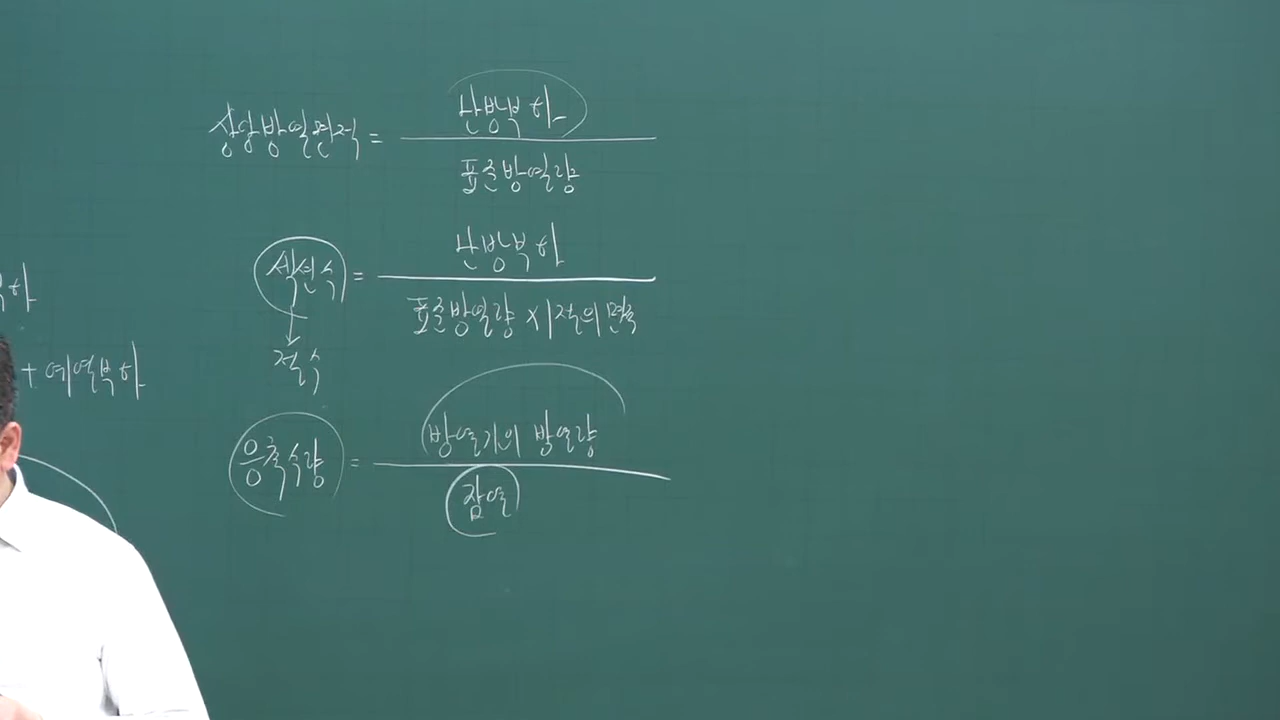 상당방열면적 = 난방부하
표준방열량
섹션수 = 난방부하
표준방열량 × 1쪽의 면적
쪽수
+ 예열부하
응축수량 = 방열기의 방열량
잠열